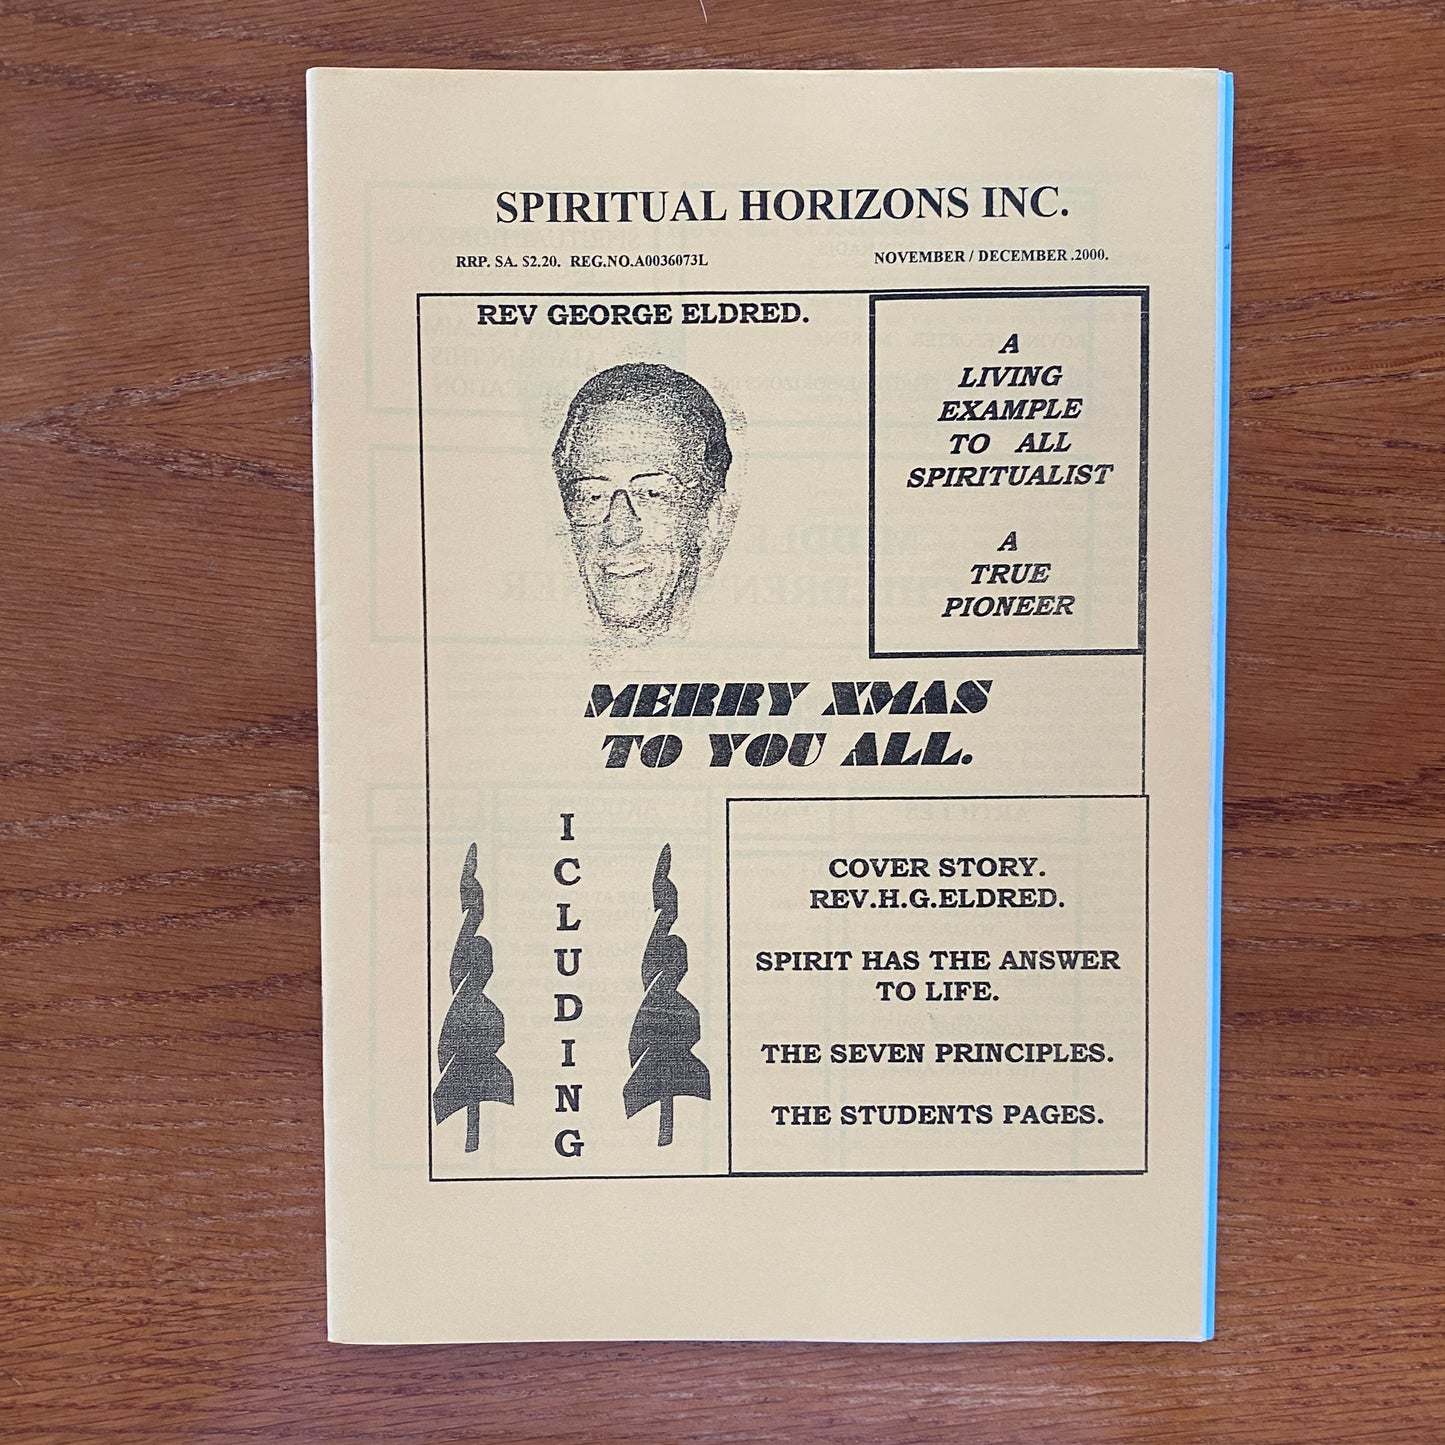 SPIRITUAL HORIZONS INC.
RRP. SA. $2.20. REG.NO.A0036073L
NOVEMBER / DECEMBER .2000.
REV GEORGE ELDRED.
A
LIVING
EXAMPLE
TO ALL
SPIRITUALIST
A
TRUE
PIONEER
MERRY XMAS
TO YOU ALL.
I
C
L
U
D
I
N
G
COVER STORY.
REV.H.G.ELDRED.
SPIRIT HAS THE ANSWER
TO LIFE.
THE SEVEN PRINCIPLES.
THE STUDENTS PAGES.